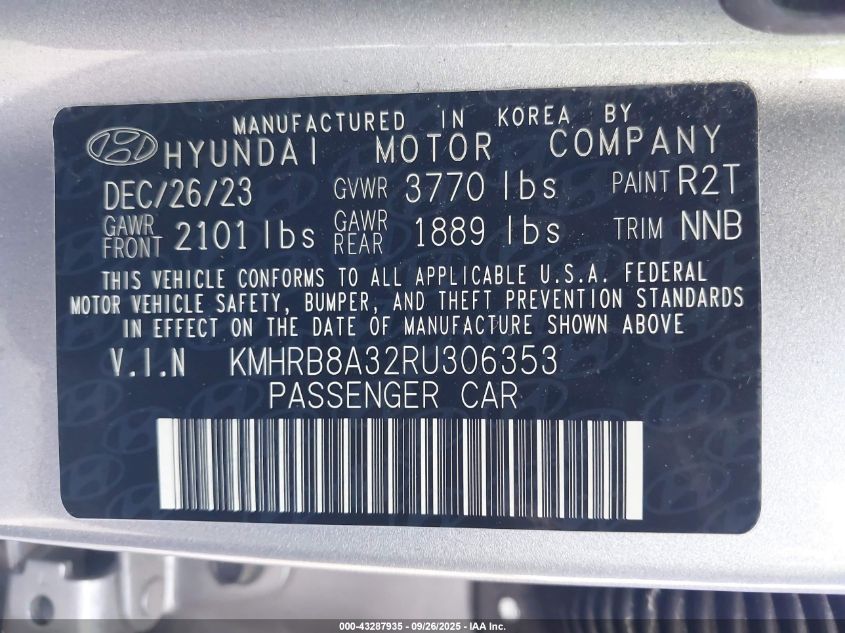 MANUFACTURED IN KOREA BY
HYUNDAI MOTOR COMPANY
DEC/26/23 GVWR 3770 lbs PAINT R2T
GAWR FRONT 2101 lbs GAWR REAR 1889 lbs TRIM NNB
THIS VEHICLE CONFORMS TO ALL APPLICABLE U.S.A. FEDERAL
MOTOR VEHICLE SAFETY, BUMPER, AND THEFT PREVENTION STANDARDS
IN EFFECT ON THE DATE OF MANUFACTURE SHOWN ABOVE
V.I.N KMHRB8A32RU306353
PASSENGER CAR
000-43287935 - 09/26/2025 - IAA Inc.